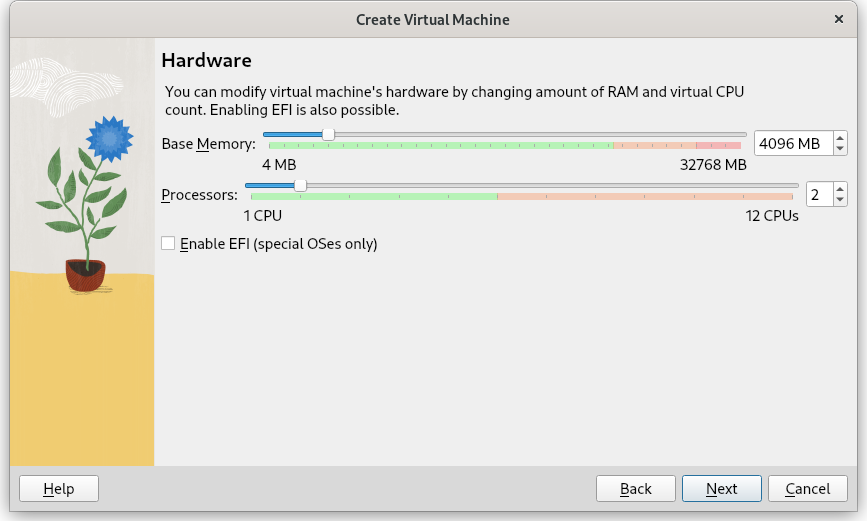 Create Virtual Machine
Hardware
You can modify virtual machine's hardware by changing amount of RAM and virtual CPU
count. Enabling EFI is also possible.
Base Memory: 4096 MB
4 MB 32768 MB
Processors: 2
1 CPU 12 CPUs
Enable EFI (special OSes only)
Help Back Next Cancel